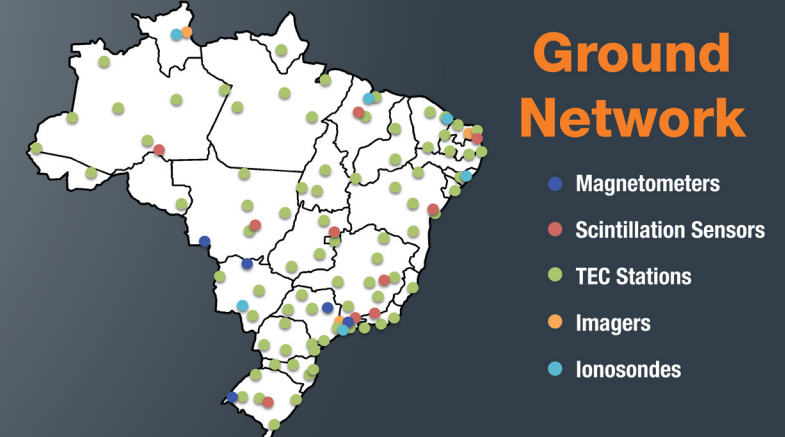 Ground
Network
Magnetometers
Scintillation Sensors
TEC Stations
Imagers
Ionosondes